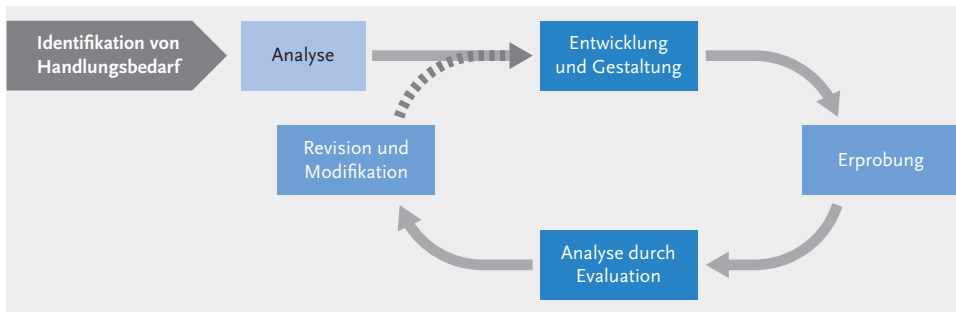 Identifikation von
Handlungsbedarf
Analyse
Entwicklung
und Gestaltung
Erprobung
Analyse durch
Evaluation
Revision und
Modifikation